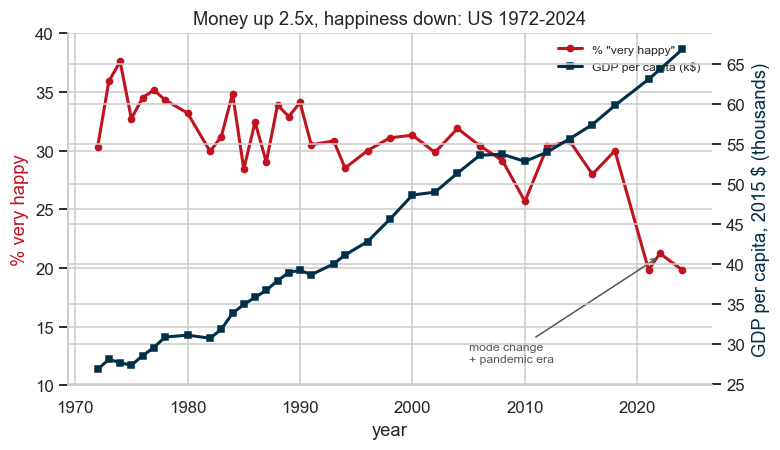 Money up 2.5x, happiness down: US 1972-2024
% "very happy"
GDP per capita (k$)
% very happy
40
35
30
25
20
15
10
65
60
55
50
45
40
35
30
25
GDP per capita, 2015 $ (thousands)
mode change
+ pandemic era
1970
1980
1990
2000
2010
2020
year